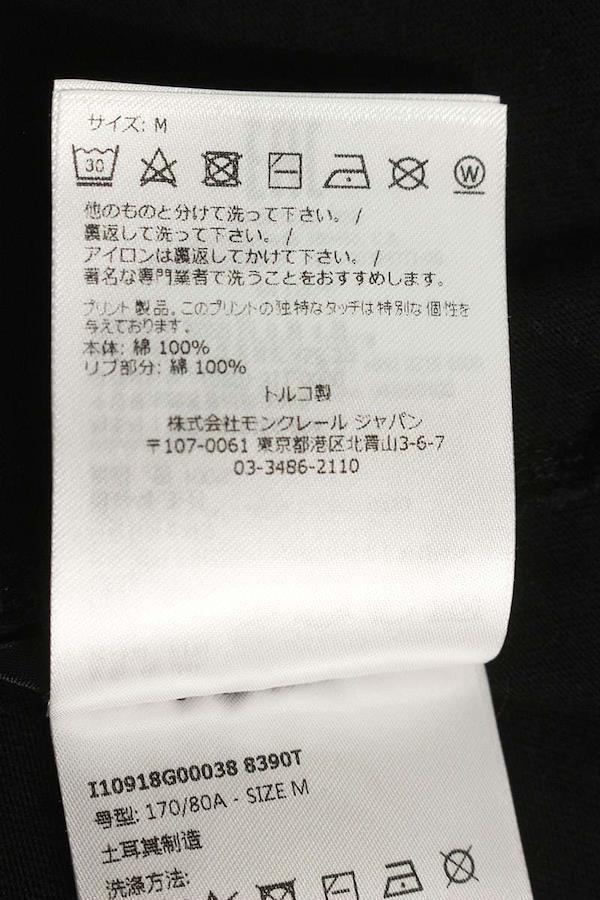 サイズ: M
30
W
他のものと分けて洗って下さい。 /
裏返して洗って下さい。 /
アイロンは裏返してかけて下さい。 /
著名な専門業者で洗うことをおすすめします。
プリント製品。このプリントの独特なタッチは特別な個性を
与えております。
本体: 綿 100%
リブ部分: 綿 100%
トルコ製
株式会社モンクレール ジャパン
〒107-0061 東京都港区北青山3-6-7
03-3486-2110
I10918G00038 8390T
号型: 170/80A - SIZE M
土耳其制造
洗涤方法: